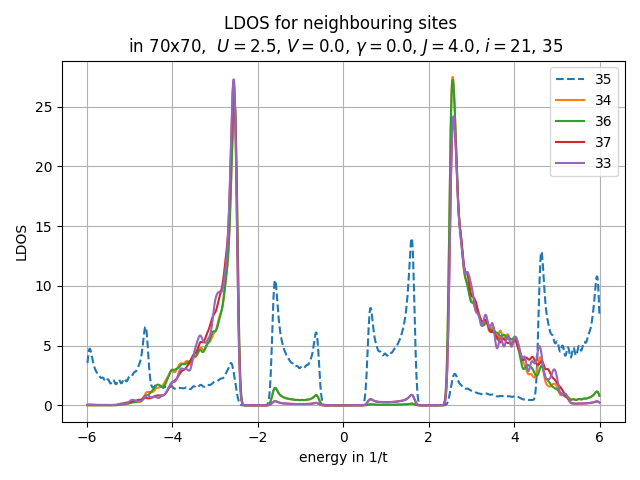 LDOS for neighbouring sites
in 70x70, U = 2.5, V = 0.0, γ = 0.0, J = 4.0, i = 21, 35
35
34
36
37
33
LDOS
25
20
15
10
5
0
−6 −4 −2 0 2 4 6
energy in 1/t